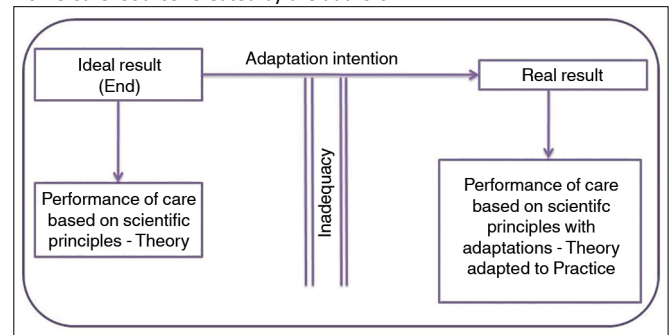 Ideal result
(End)
Adaptation intention
Real result
Inadequacy
Performance of care
based on scientifc
principles - Theory
Performance of care
based on scientifc
principles with
adaptations - Theory
adapted to Practice